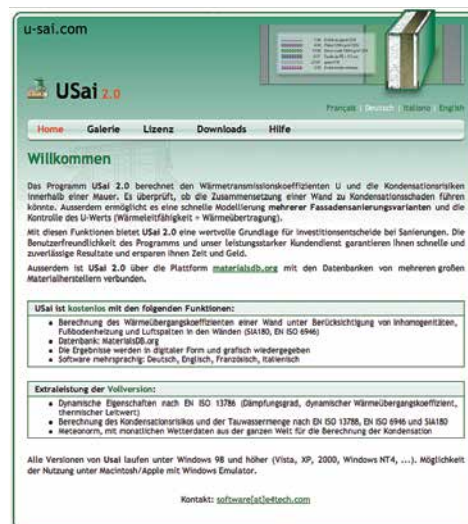 u-sai.com
USai 2.0
Français | Deutsch | Italiano | English
Home Galerie Lizenz Downloads Hilfe
Willkommen
Das Programm USai 2.0 berechnet den Wärmetransmissionskoeffizienten U und die Kondensationsrisiken
innerhalb einer Mauer. Es überprüft, ob die Zusammensetzung einer Wand zu Kondensationschaden führen
könnte. Ausserdem ermöglicht es eine schnelle Modellierung mehrerer Fassadensanierungsvarianten und die
Kontrolle des U-Werts (Wärmeleitfähigkeit = Wärmeübertragung).
Mit diesen Funktionen bietet USai 2.0 eine wertvolle Grundlage für Investitionsentscheide bei Sanierungen. Die
Benutzerfreundlichkeit des Programms und unser leistungsstarker Kundendienst garantieren Ihnen schnelle und
zuverlässige Resultate und ersparen ihnen Zeit und Geld.
Ausserdem ist USai 2.0 über die Plattform materialsdb.org mit den Datenbanken von mehreren großen
Materialherstellern verbunden.
USai ist kostenlos mit den folgenden Funktionen:
Berechnung des Wärmeübergangskoeffizienten einer Wand unter Berücksichtigung von Inhomogenitäten,
Fußbodenheizung und Luftspalten in den Wänden (SIA180, EN ISO 6946)
Datenbank: MaterialsDB.org
Die Ergebnisse werden in digitaler Form und grafisch wiedergegeben
Software mehrsprachig: Deutsch, Englisch, Französisch, Italienisch
Extraleistung der Vollversion:
Dynamische Eigenschaften nach EN ISO 13786 (Dämpfungsgrad, dynamischer Wärmeübergangskoeffizient,
thermischer Leitwert)
Berechnung des Kondensationsrisikos und der Tauwassermenge nach EN ISO 13788, EN ISO 6946 und SIA180
Meteonorm, mit monatlichen Wetterdaten aus der ganzen Welt für die Berechnung der Kondensation
Alle Versionen von Usai laufen unter Windows 98 und höher (Vista, XP, 2000, Windows NT4, ...). Möglichkeit
der Nutzung unter Macintosh/Apple mit Windows Emulator.
Kontakt: software[at]e4tech.com